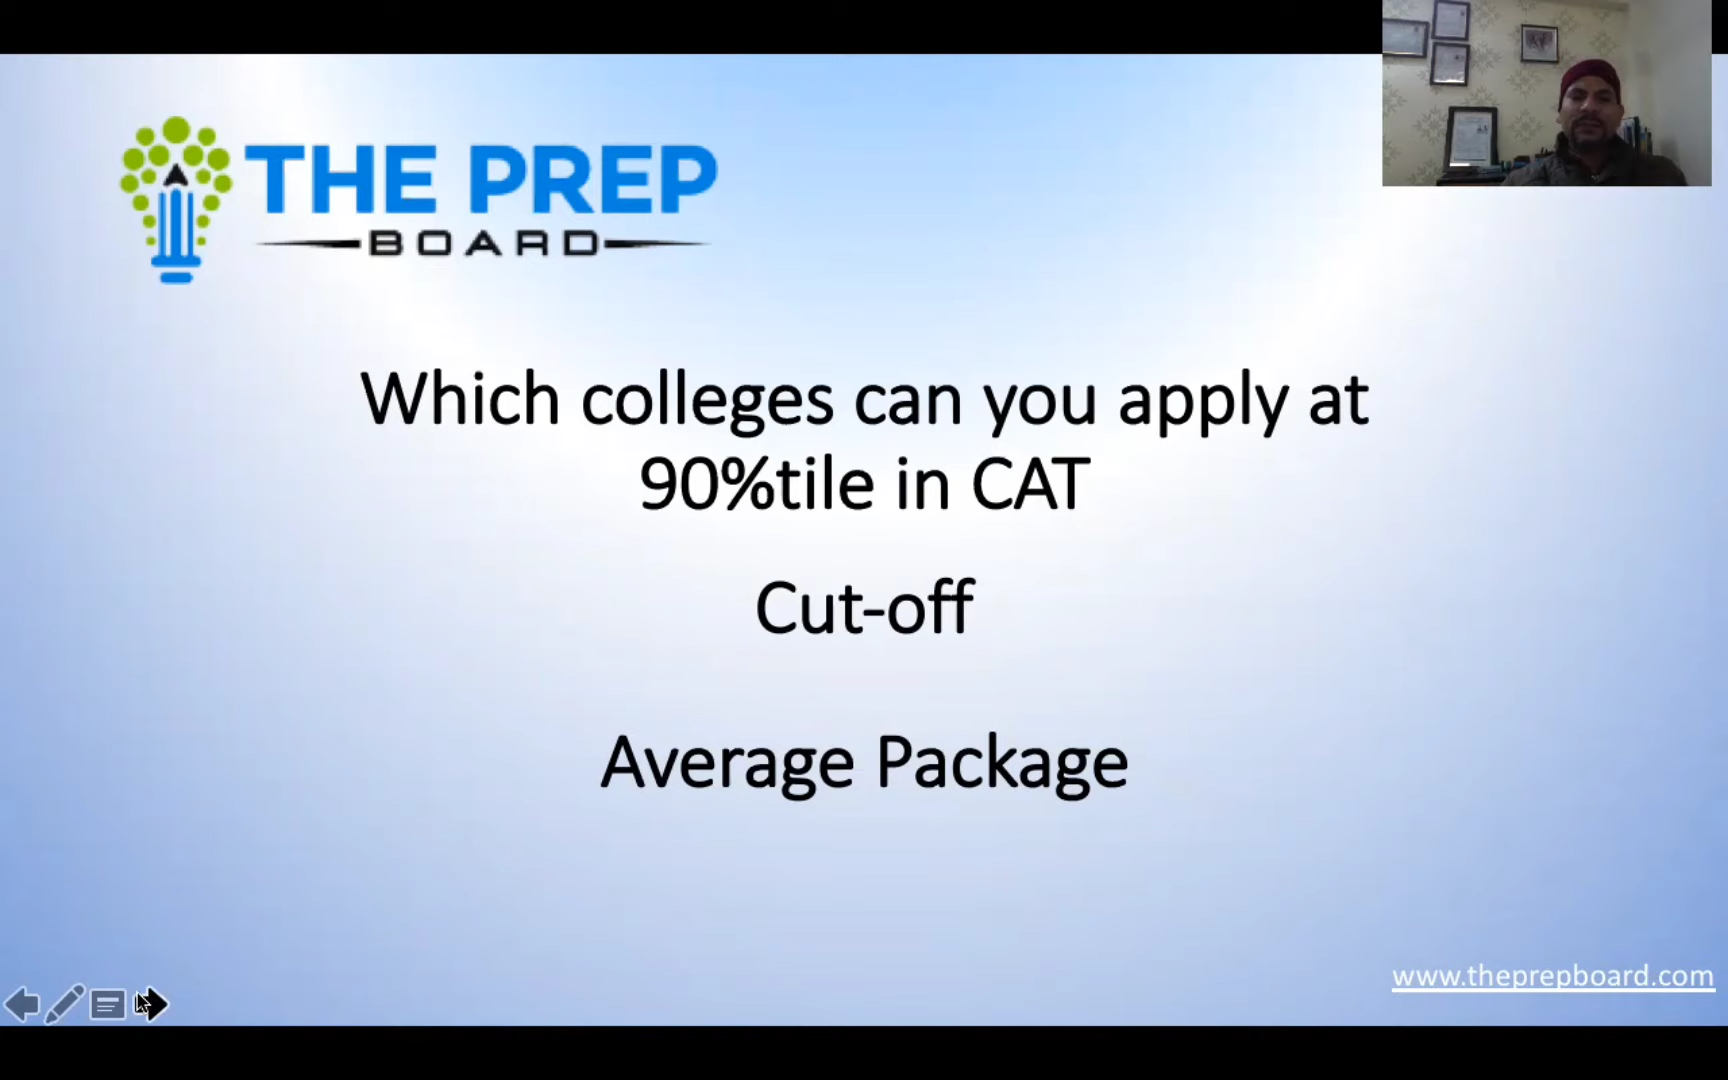 THE PREP
BOARD
Which colleges can you apply at
90%tile in CAT
Cut-off
Average Package
www.theprepboard.com